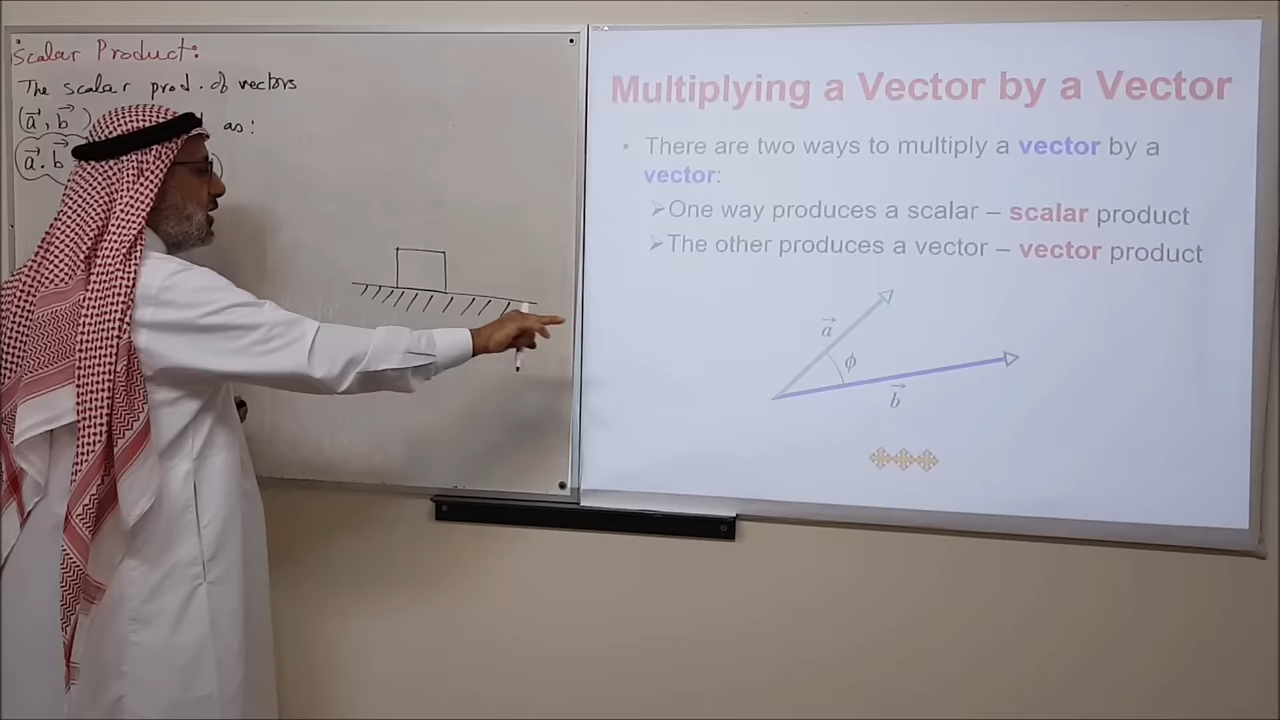 Scalar Product:
The scalar prod. of vectors
(a⃗, b⃗) as:
a⃗.b⃗
Multiplying a Vector by a Vector
• There are two ways to multiply a vector by a
vector:
➢One way produces a scalar – scalar product
➢The other produces a vector – vector product
a⃗
ϕ
b⃗